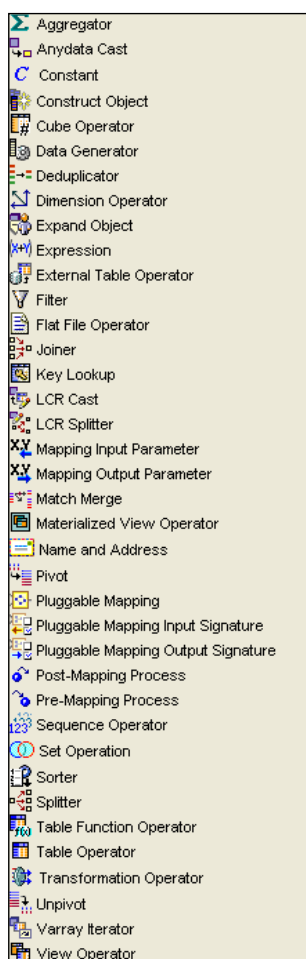 Aggregator
Anydata Cast
Constant
Construct Object
Cube Operator
Data Generator
Deduplicator
Dimension Operator
Expand Object
Expression
External Table Operator
Filter
Flat File Operator
Joiner
Key Lookup
LCR Cast
LCR Splitter
Mapping Input Parameter
Mapping Output Parameter
Match Merge
Materialized View Operator
Name and Address
Pivot
Pluggable Mapping
Pluggable Mapping Input Signature
Pluggable Mapping Output Signature
Post-Mapping Process
Pre-Mapping Process
Sequence Operator
Set Operation
Sorter
Splitter
Table Function Operator
Table Operator
Transformation Operator
Unpivot
Varray Iterator
View Operator